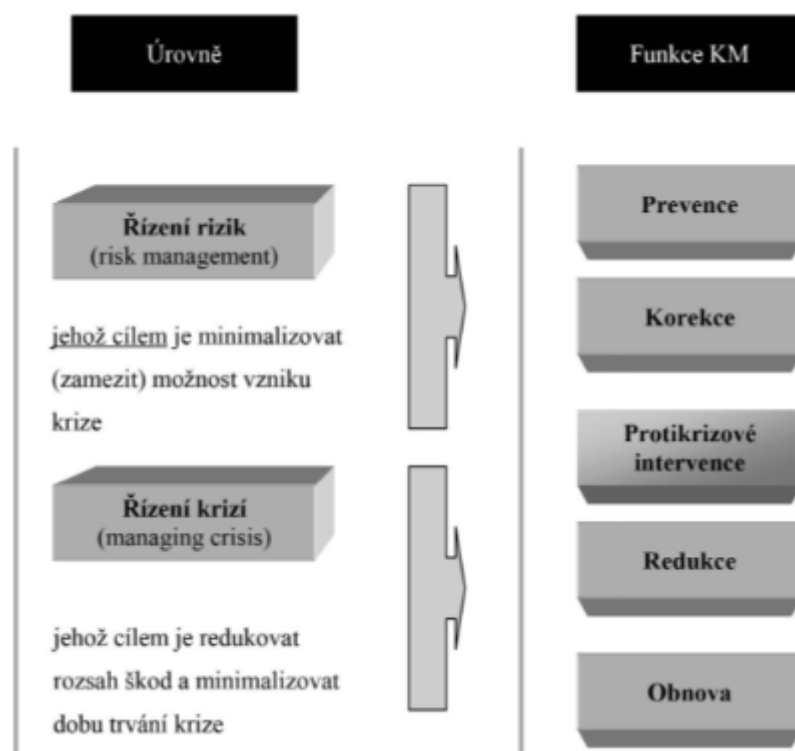 Úrovně
Řízení rizik
(risk management)
jehož cílem je minimalizovat
(zamezit) možnost vzniku
krize
Řízení krizí
(managing crisis)
jehož cílem je redukovat
rozsah škod a minimalizovat
dobu trvání krize
Funkce KM
Prevence
Korekce
Protikrizové
intervence
Redukce
Obnova